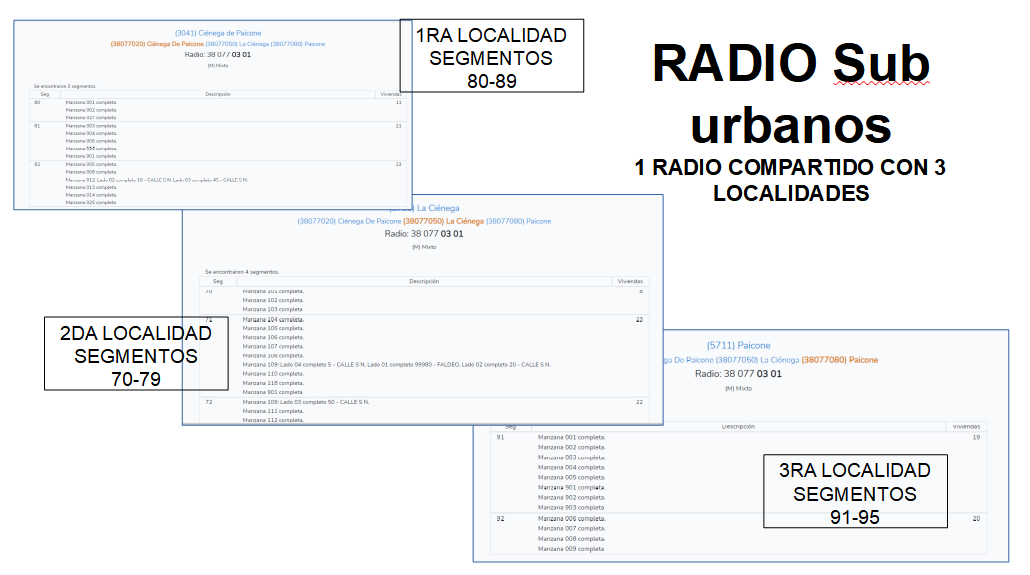 (3041) Ciénega de Paicone
(38077020) Ciénega De Paicone (38077050) La Ciénega (38077080) Paicone
Radio: 38 077 03 01
(M) Mixto
Se encontraron 5 segmentos.
Seg Descripción Viviendas
80 Manzana 001 completa. 11
Manzana 002 completa.
Manzana 027 completa
81 Manzana 003 completa. 21
Manzana 004 completa.
Manzana 006 completa.
Manzana 016 completa.
Manzana 901 completa
82 Manzana 005 completa. 23
Manzana 008 completa.
Manzana 012: Lado 02 completo 10 - CALLE S N, Lado 03 completo 45 - CALLE S N.
Manzana 013 completa.
Manzana 014 completa.
Manzana 025 completa
1RA LOCALIDAD
SEGMENTOS
80-89
RADIO Sub
urbanos
1 RADIO COMPARTIDO CON 3
LOCALIDADES
La Ciénega
(38077020) Ciénega De Paicone (38077050) La Ciénega (38077080) Paicone
Radio: 38 077 03 01
(M) Mixto
Se encontraron 4 segmentos.
Seg Descripción Viviendas
70 Manzana 101 completa.
Manzana 102 completa.
Manzana 103 completa
71 Manzana 104 completa. 23
Manzana 105 completa.
Manzana 106 completa.
Manzana 107 completa.
Manzana 108 completa.
Manzana 109: Lado 04 completo 5 - CALLE S N, Lado 01 completo 99980 - FALDEO, Lado 02 completo 20 - CALLE S N.
Manzana 110 completa.
Manzana 118 completa.
Manzana 901 completa
72 Manzana 109: Lado 03 completo 50 - CALLE S N. 22
Manzana 111 completa.
Manzana 112 completa.
2DA LOCALIDAD
SEGMENTOS
70-79
(5711) Paicone
ga De Paicone (38077050) La Ciénega (38077080) Paicone
Radio: 38 077 03 01
(M) Mixto
Seg Descripción Viviendas
91 Manzana 001 completa. 19
Manzana 002 completa.
Manzana 003 completa.
Manzana 004 completa.
Manzana 005 completa.
Manzana 901 completa.
Manzana 902 completa.
Manzana 903 completa
92 Manzana 006 completa. 20
Manzana 007 completa.
Manzana 008 completa.
Manzana 009 completa
3RA LOCALIDAD
SEGMENTOS
91-95